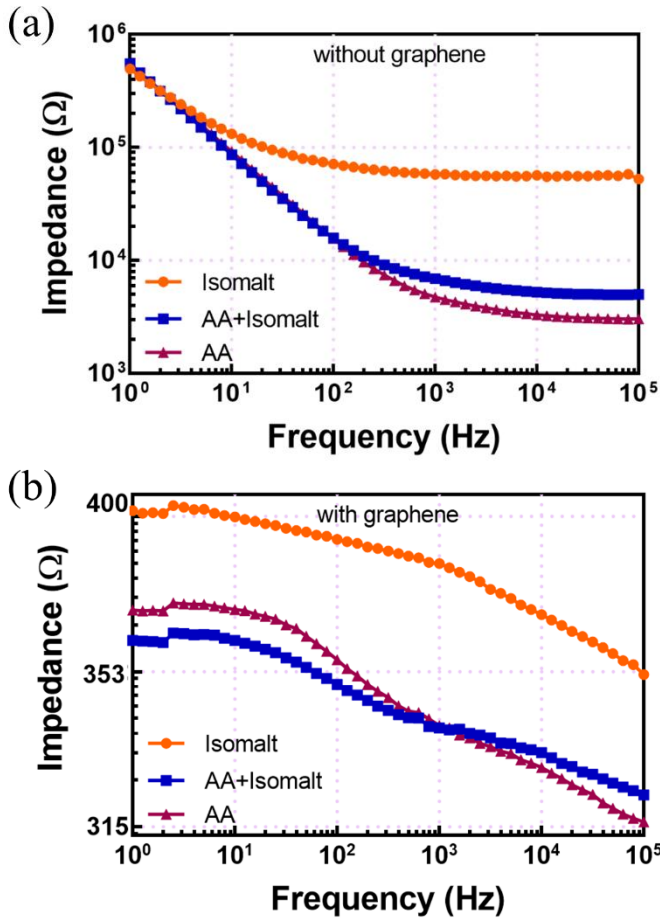 (a)
without graphene
Impedance (Ω)
10⁶
10⁵
10⁴
10³
Isomalt
AA+Isomalt
AA
10⁰ 10¹ 10² 10³ 10⁴ 10⁵
Frequency (Hz)
(b)
with graphene
Impedance (Ω)
400
353
315
Isomalt
AA+Isomalt
AA
10⁰ 10¹ 10² 10³ 10⁴ 10⁵
Frequency (Hz)